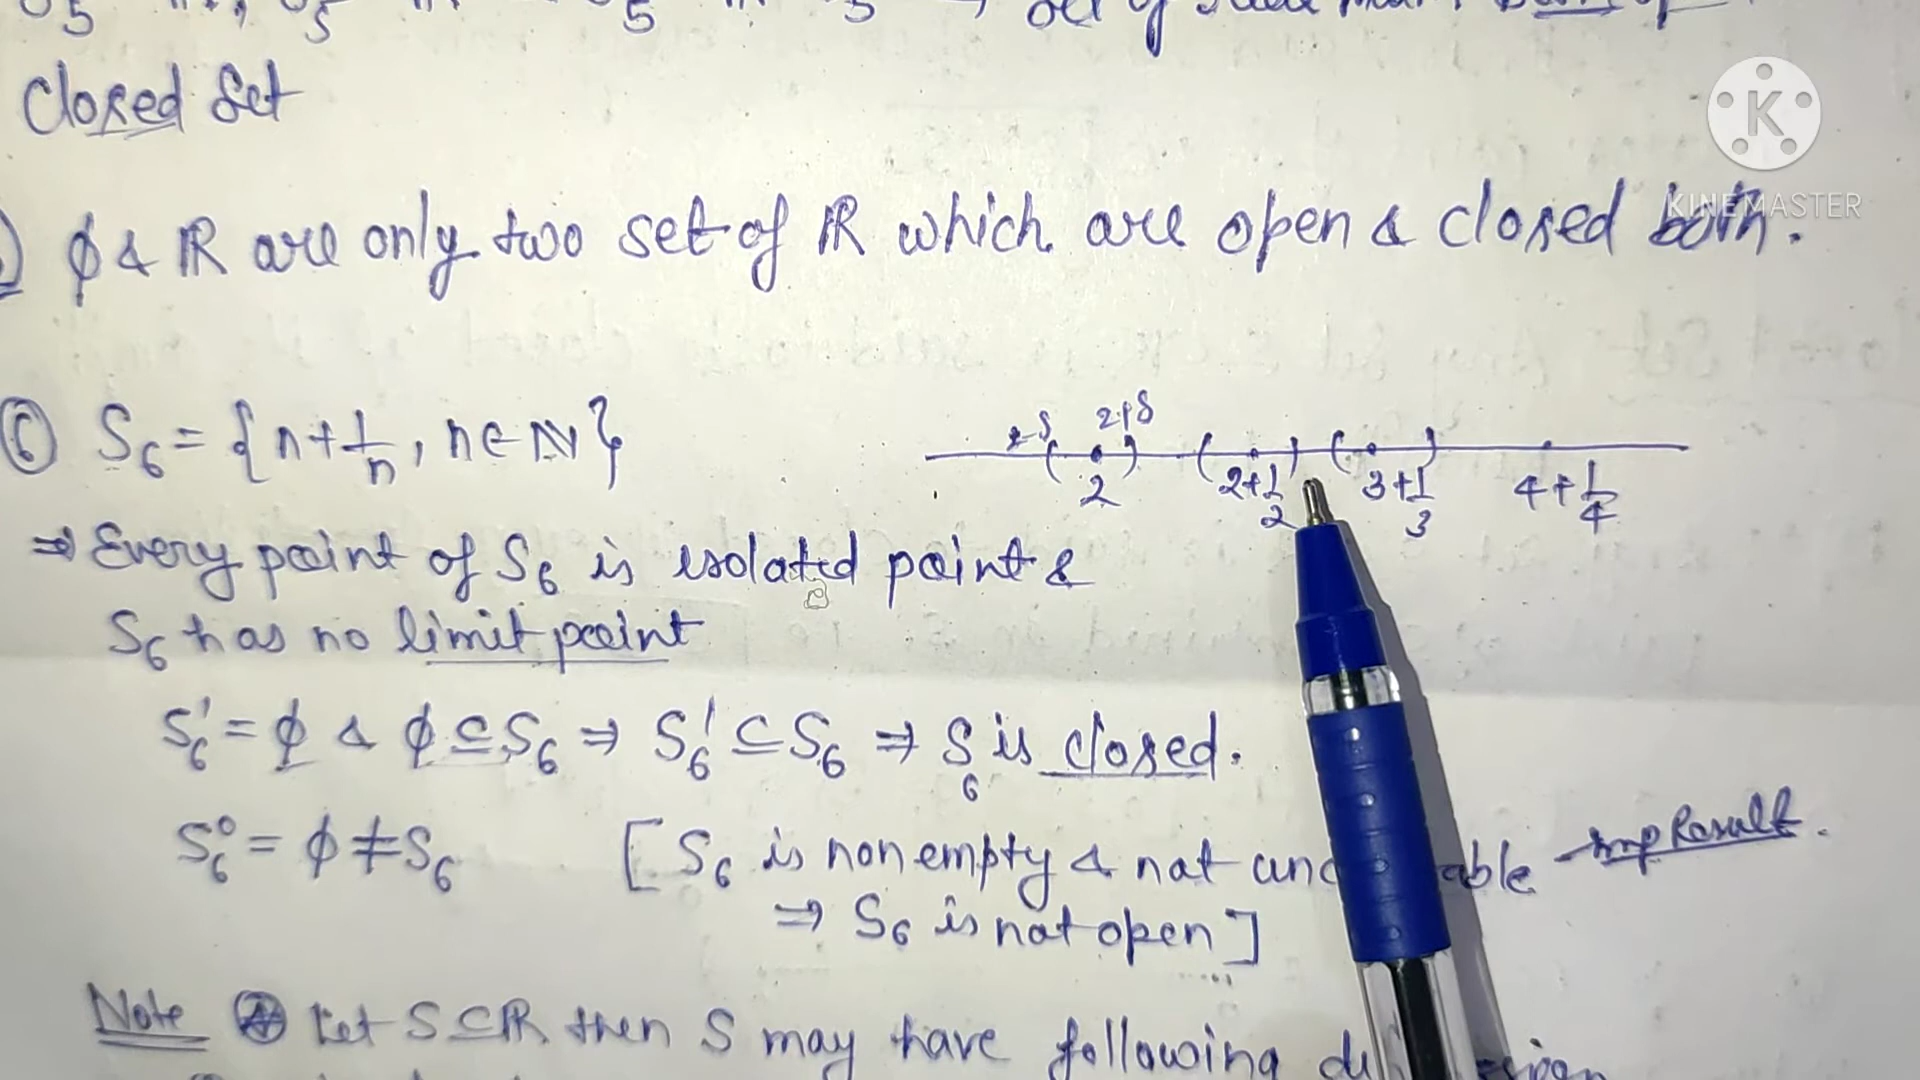 Closed Set
K
KINEMASTER
ϕ & ℝ are only two set of ℝ which are open & closed both.
⑥ S₆ = {n + 1/n, n ∈ ℕ}
2+δ
2 2+1/2 3+1/3 4+1/4
⇒ Every point of S₆ is isolated point &
S₆ has no limit point
S₆' = ϕ & ϕ ⊆ S₆ ⇒ S₆' ⊆ S₆ ⇒ S₆ is closed.
S₆° = ϕ ≠ S₆ [S₆ is nonempty & not able Imp Result.
⇒ S₆ is not open]
Note Let S ⊆ ℝ then S may have following